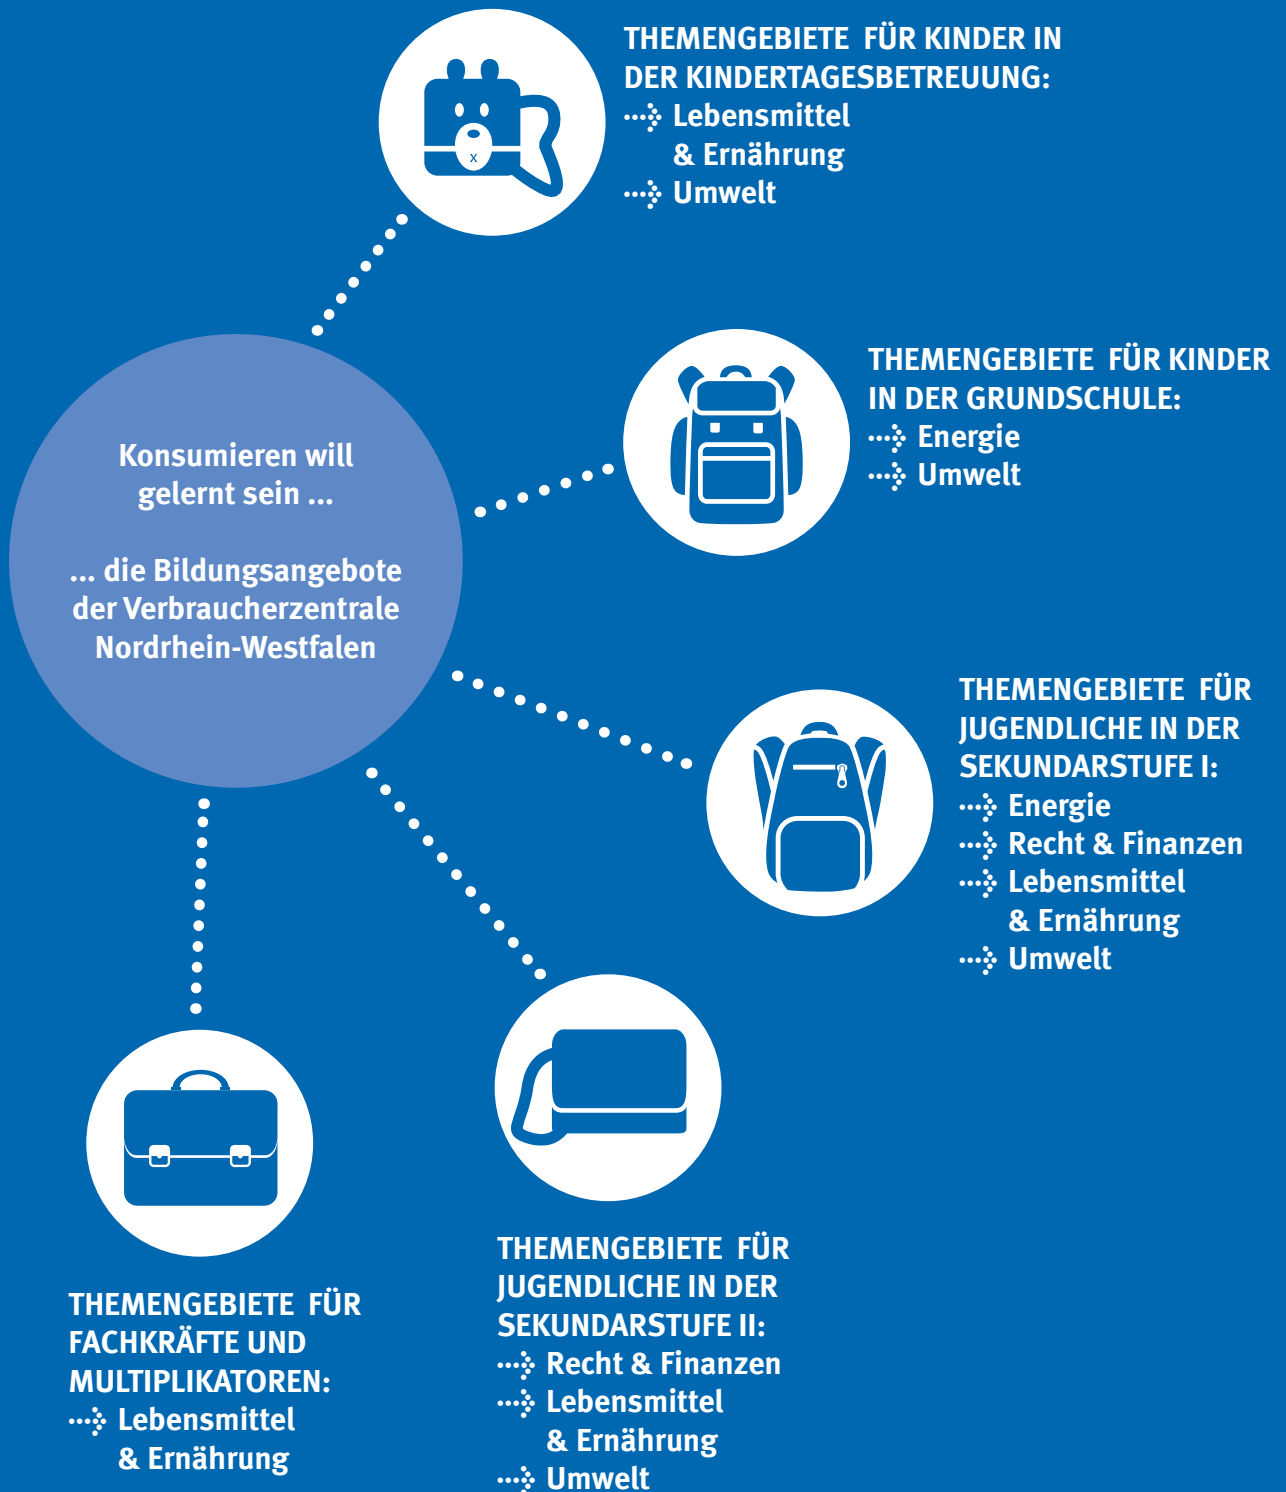 THEMENGEBIETE FÜR KINDER IN
DER KINDERTAGESBETREUUNG:
Lebensmittel
& Ernährung
Umwelt
THEMENGEBIETE FÜR KINDER
IN DER GRUNDSCHULE:
Energie
Umwelt
Konsumieren will
gelernt sein ...
... die Bildungsangebote
der Verbraucherzentrale
Nordrhein-Westfalen
THEMENGEBIETE FÜR
JUGENDLICHE IN DER
SEKUNDARSTUFE I:
Energie
Recht & Finanzen
Lebensmittel
& Ernährung
Umwelt
THEMENGEBIETE FÜR
JUGENDLICHE IN DER
SEKUNDARSTUFE II:
Recht & Finanzen
Lebensmittel
& Ernährung
Umwelt
THEMENGEBIETE FÜR
FACHKRÄFTE UND
MULTIPLIKATOREN:
Lebensmittel
& Ernährung